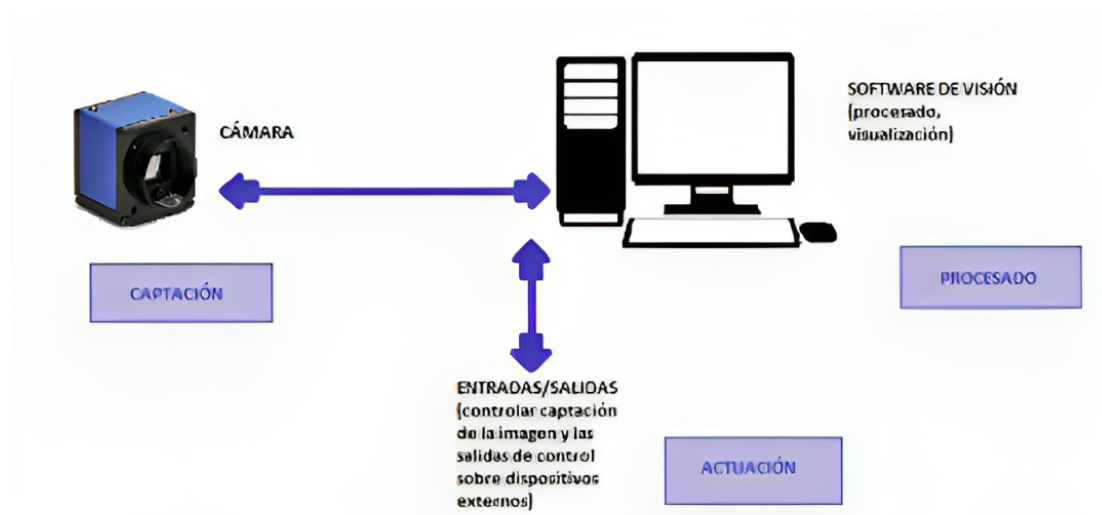 CÁMARA
SOFTWARE DE VISIÓN
(procesado,
visualización)
CAPTACIÓN
PROCESADO
ENTRADAS/SALIDAS
(controlar captación
de la imagen y las
salidas de control
sobre dispositivos
externos)
ACTUACIÓN